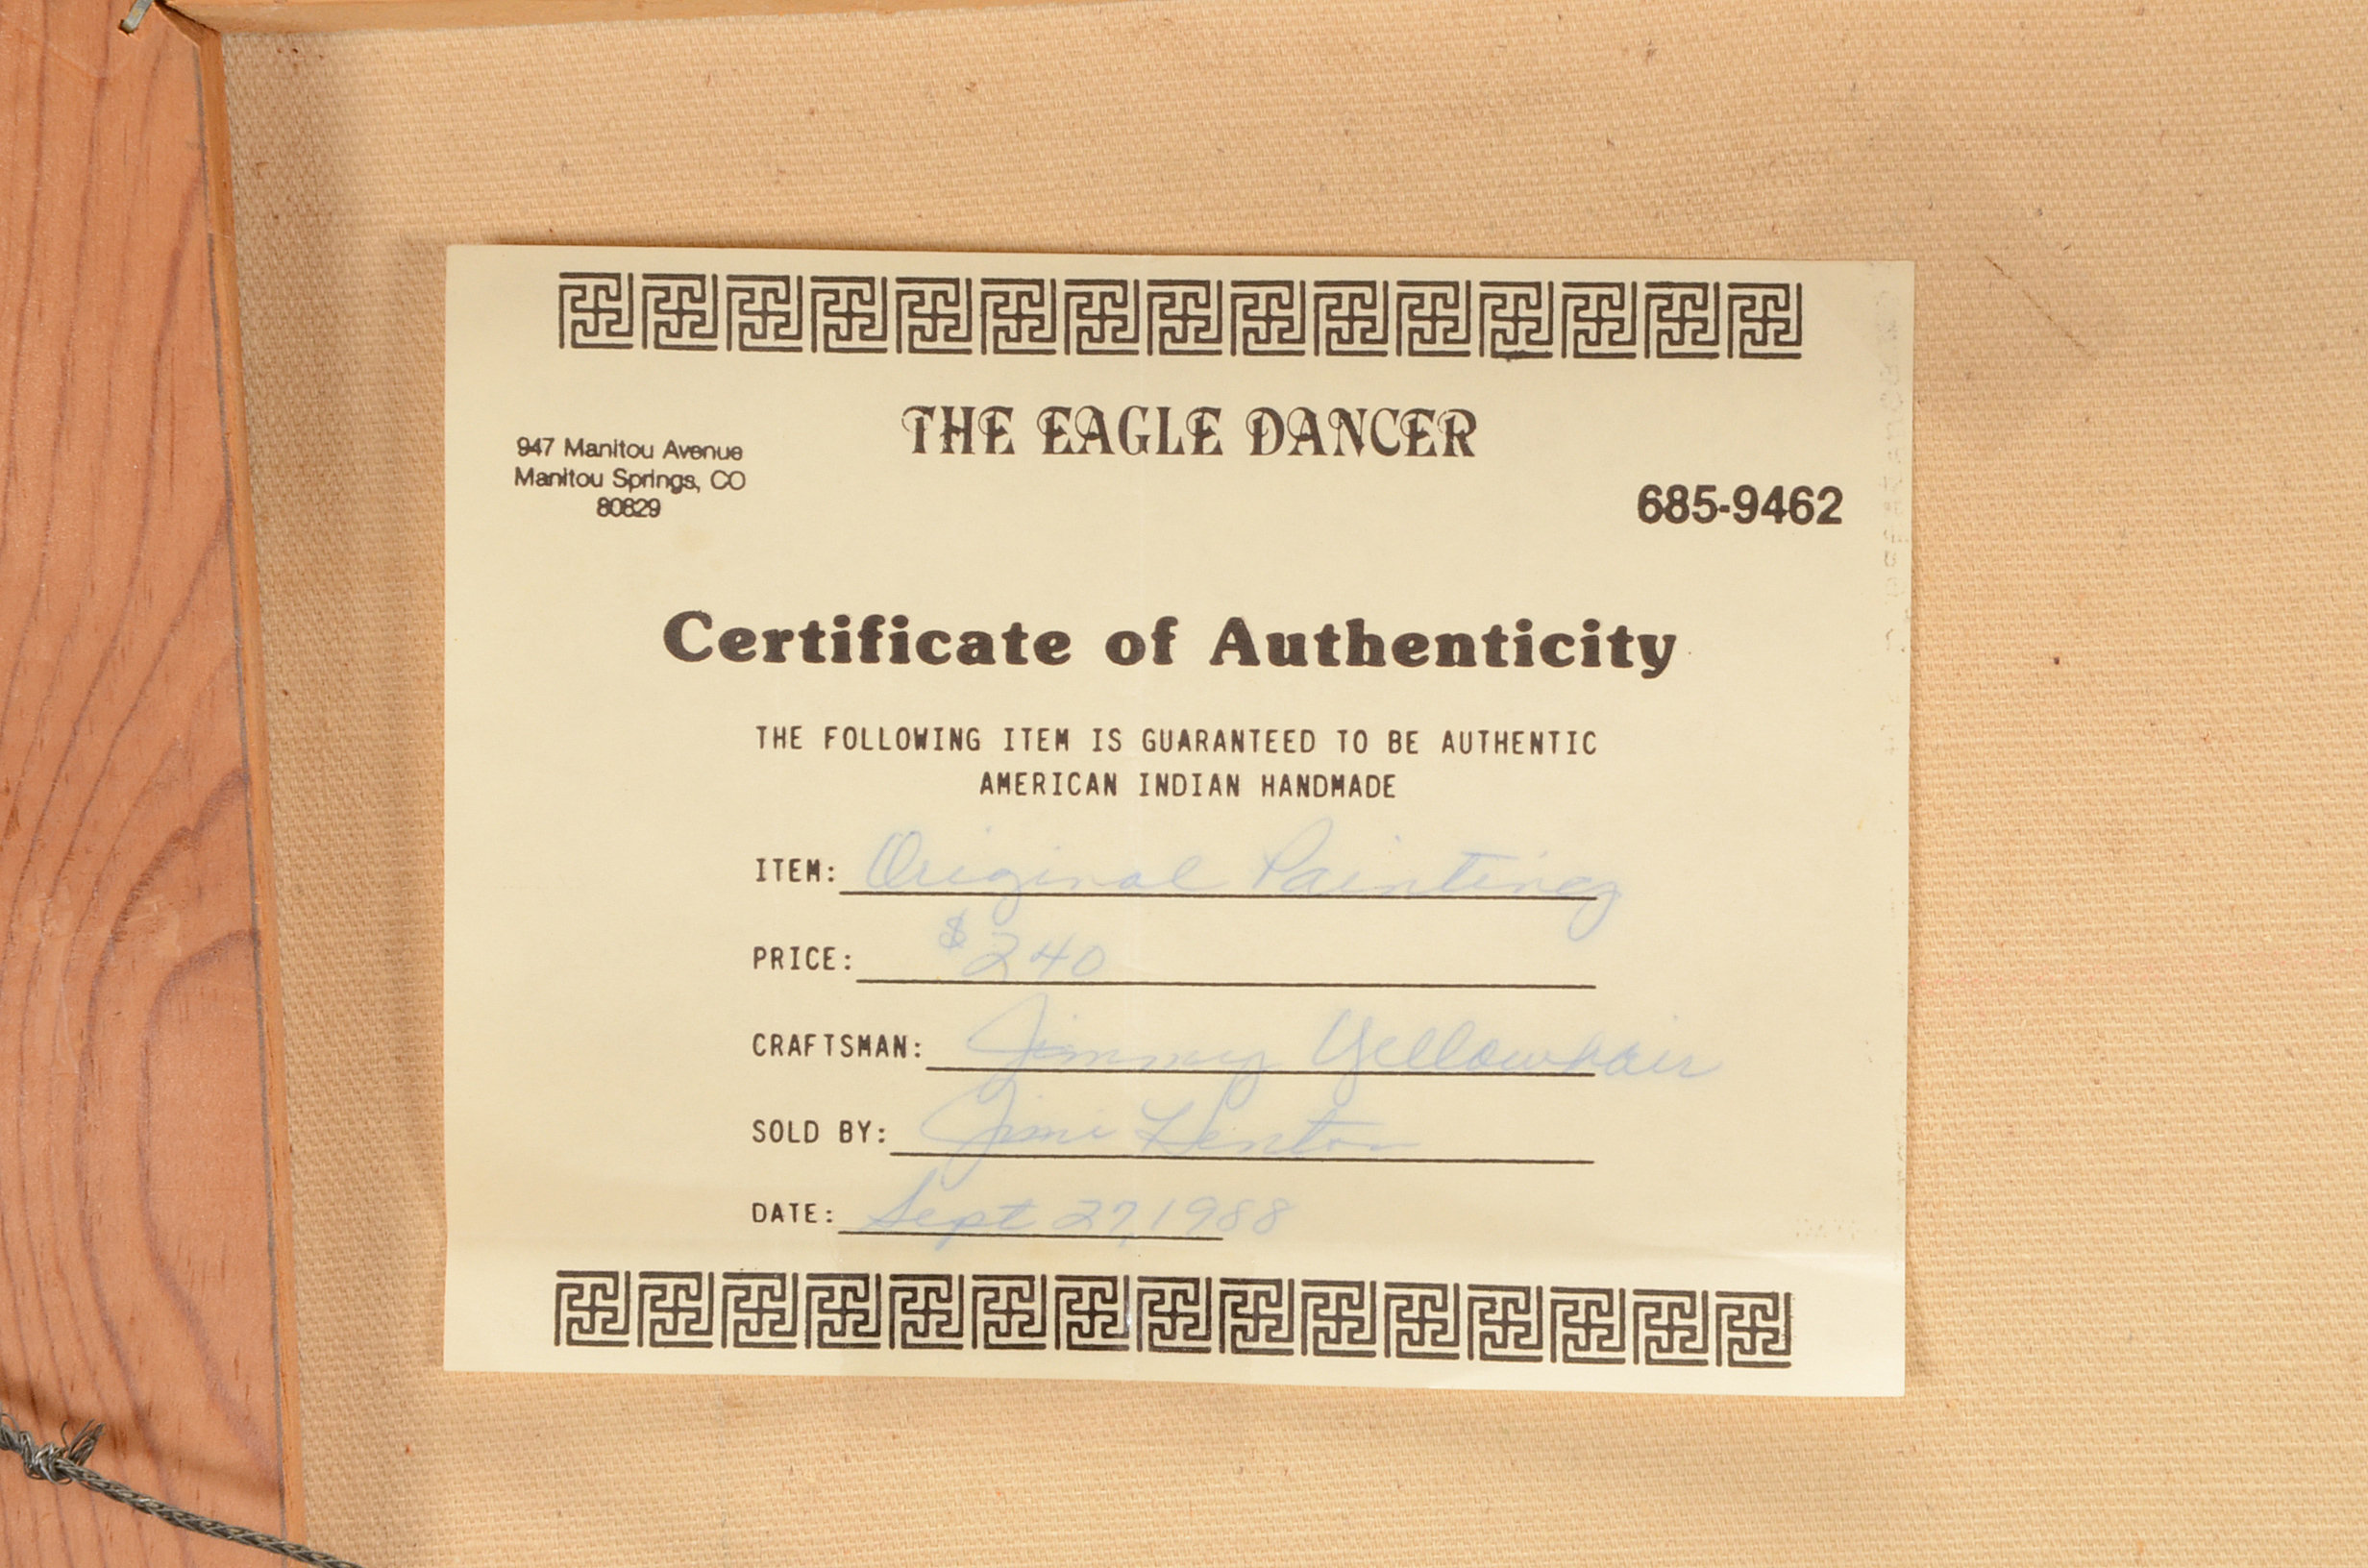 THE EAGLE DANCER
947 Manitou Avenue
Manitou Springs, CO
80829
685-9462
Certificate of Authenticity
THE FOLLOWING ITEM IS GUARANTEED TO BE AUTHENTIC
AMERICAN INDIAN HANDMADE
ITEM: Original Painting
PRICE: $240
CRAFTSMAN: Jimmy Yellowhair
SOLD BY:
DATE: Sept 27, 1988